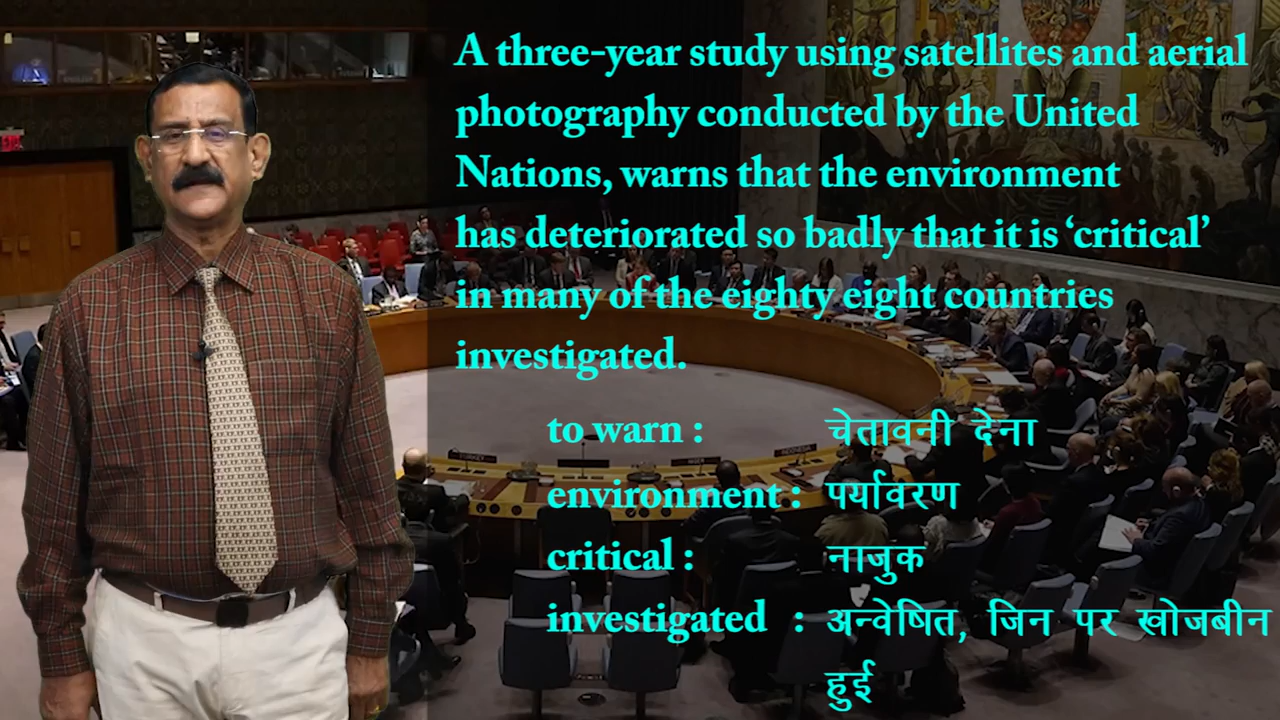 A three-year study using satellites and aerial
photography conducted by the United
Nations, warns that the environment
has deteriorated so badly that it is ‘critical’
in many of the eighty eight countries
investigated.
to warn : चेतावनी देना
environment : पर्यावरण
critical : नाजुक
investigated : अन्वेषित, जिन पर खोजबीन
हुई